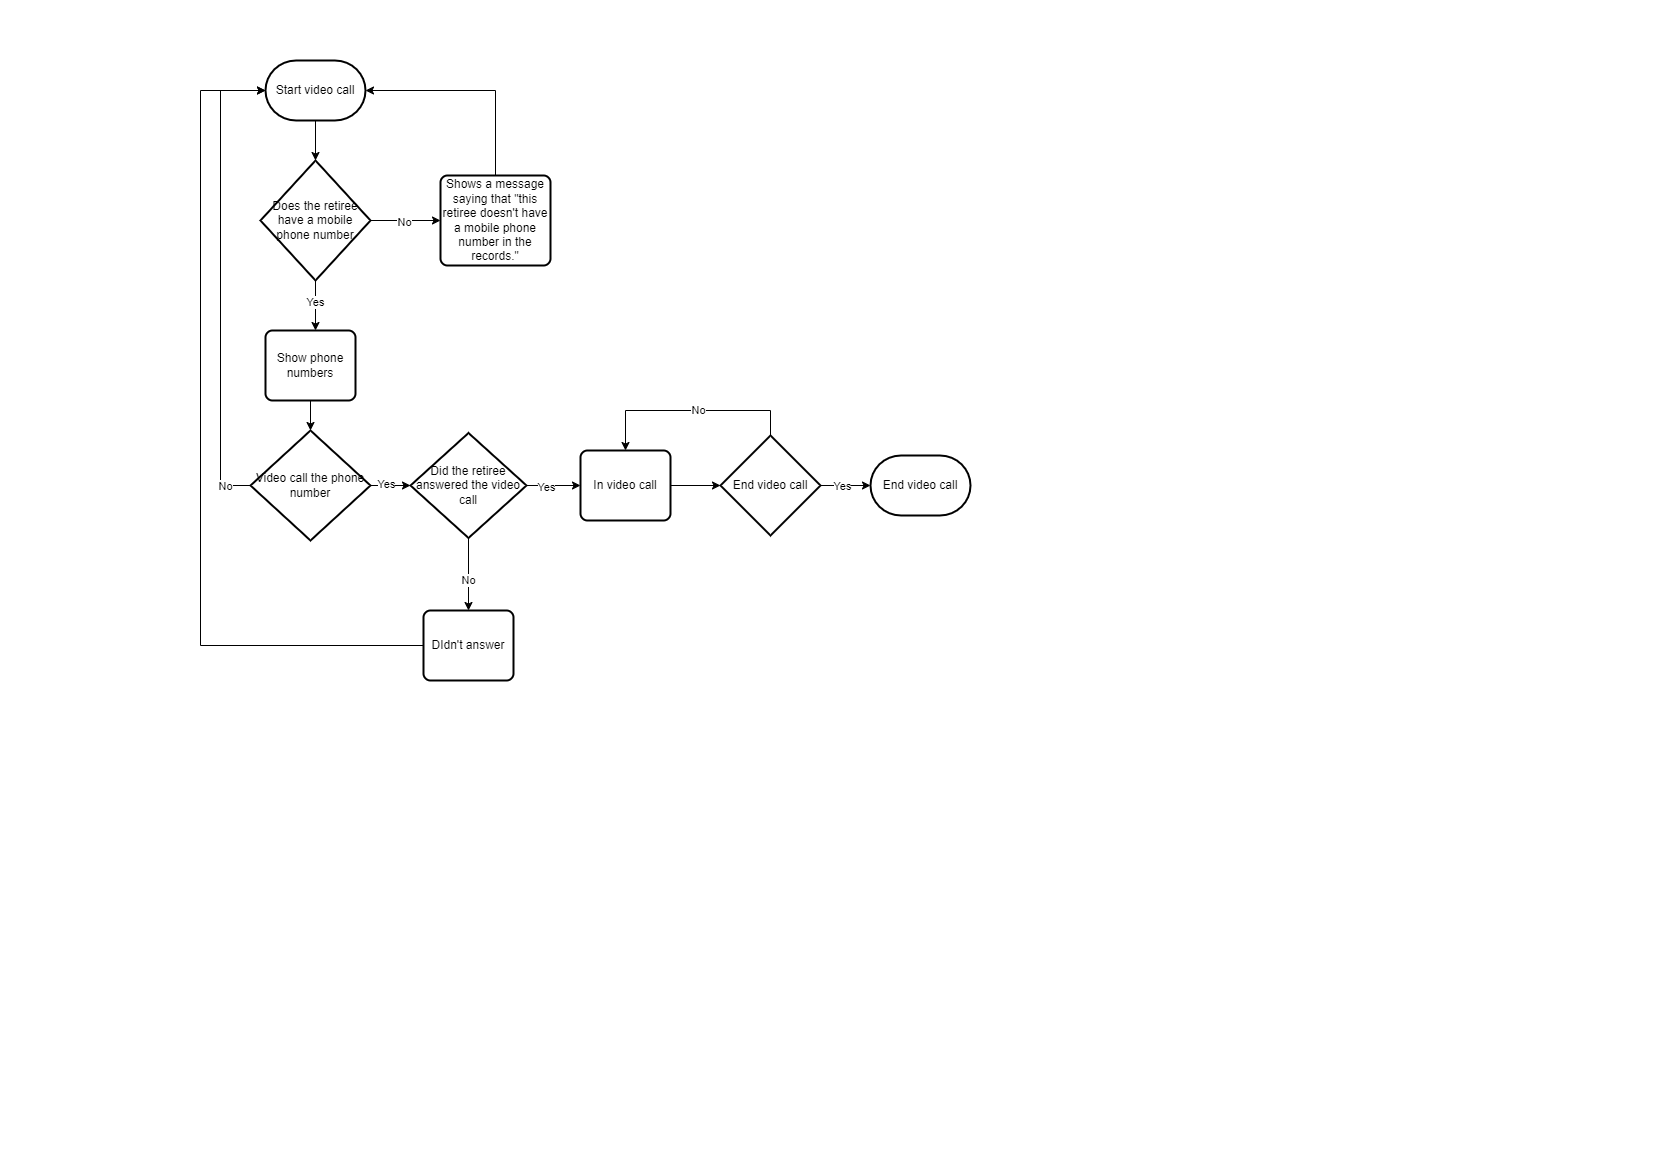 Start video call
Does the retiree
have a mobile
phone number
No
Shows a message
saying that "this
retiree doesn't have
a mobile phone
number in the
records."
Yes
Show phone
numbers
No
Video call the phone
number
Yes
Did the retiree
answered the video
call
Yes
In video call
No
End video call
Yes
End video call
No
DIdn't answer